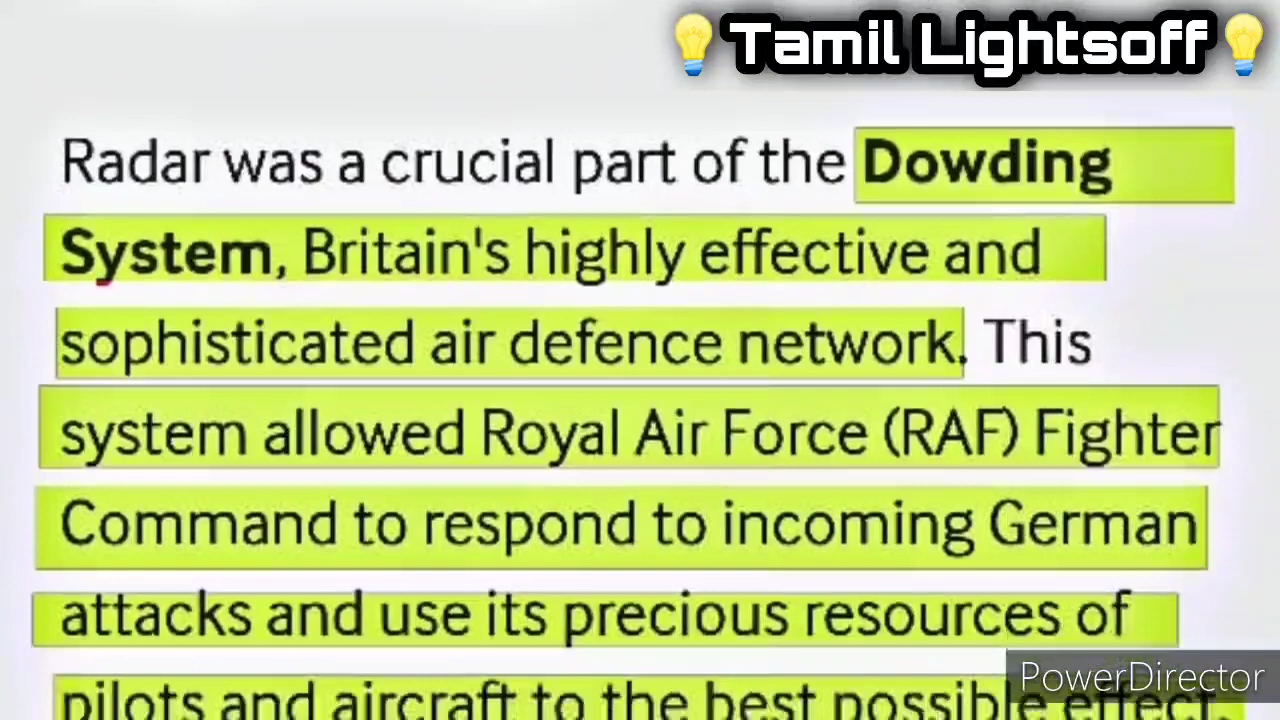 Tamil Lightsoff
Radar was a crucial part of the Dowding
System, Britain's highly effective and
sophisticated air defence network. This
system allowed Royal Air Force (RAF) Fighter
Command to respond to incoming German
attacks and use its precious resources of
pilots and aircraft to the best possible effect.
PowerDirector